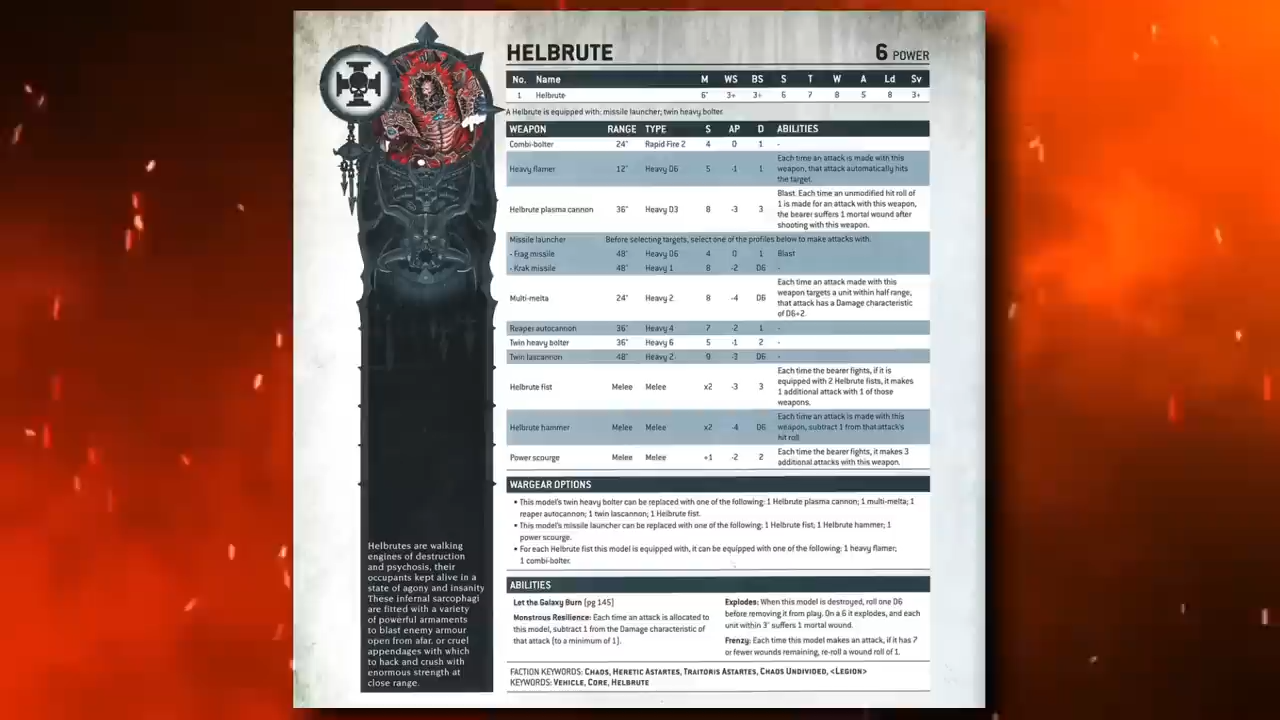 HELBRUTE 6 POWER
No. Name M WS BS S T W A Ld Sv
1 Helbrute 6" 3+ 3+ 6 7 8 5 8 3+
A Helbrute is equipped with: missile launcher; twin heavy bolter.
WEAPON RANGE TYPE S AP D ABILITIES
Combi-bolter 24" Rapid Fire 2 4 0 1 -
Heavy flamer 12" Heavy D6 5 -1 1 Each time an attack is made with this
weapon, that attack automatically hits
the target.
Helbrute plasma cannon 36" Heavy D3 8 -3 3 Blast. Each time an unmodified hit roll of
1 is made for an attack with this weapon,
the bearer suffers 1 mortal wound after
shooting with this weapon.
Missile launcher Before selecting targets, select one of the profiles below to make attacks with.
- Frag missile 48" Heavy D6 4 0 1 Blast
- Krak missile 48" Heavy 1 8 -2 D6 -
Multi-melta 24" Heavy 2 8 -4 D6 Each time an attack made with this
weapon targets a unit within half range,
that attack has a Damage characteristic
of D6+2.
Reaper autocannon 36" Heavy 4 7 -2 1 -
Twin heavy bolter 36" Heavy 6 5 -1 2 -
Twin lascannon 48" Heavy 2 9 -3 D6 -
Helbrute fist Melee Melee x2 -3 3 Each time the bearer fights, if it is
equipped with 2 Helbrute fists, it makes
1 additional attack with 1 of those
weapons.
Helbrute hammer Melee Melee x2 -4 D6 Each time an attack is made with this
weapon, subtract 1 from that attack's
hit roll.
Power scourge Melee Melee +1 -2 2 Each time the bearer fights, it makes 3
additional attacks with this weapon.
WARGEAR OPTIONS
• This model's twin heavy bolter can be replaced with one of the following: 1 Helbrute plasma cannon; 1 multi-melta; 1
reaper autocannon; 1 twin lascannon; 1 Helbrute fist.
• This model's missile launcher can be replaced with one of the following: 1 Helbrute fist; 1 Helbrute hammer; 1
power scourge.
• For each Helbrute fist this model is equipped with, it can be equipped with one of the following: 1 heavy flamer;
1 combi-bolter.
ABILITIES
Let the Galaxy Burn (pg 145)
Monstrous Resilience: Each time an attack is allocated to
this model, subtract 1 from the Damage characteristic of
that attack (to a minimum of 1).
Explodes: When this model is destroyed, roll one D6
before removing it from play. On a 6 it explodes, and each
unit within 3" suffers 1 mortal wound.
Frenzy: Each time this model makes an attack, if it has 7
or fewer wounds remaining, re-roll a wound roll of 1.
FACTION KEYWORDS: CHAOS, HERETIC ASTARTES, TRAITORIS ASTARTES, CHAOS UNDIVIDED, <LEGION>
KEYWORDS: VEHICLE, CORE, HELBRUTE
Helbrutes are walking
engines of destruction
and psychosis, their
occupants kept alive in a
state of agony and insanity
These infernal sarcophagi
are fitted with a variety
of powerful armaments
to blast enemy armour
open from afar, or cruel
appendages with which
to hack and crush with
enormous strength at
close range.